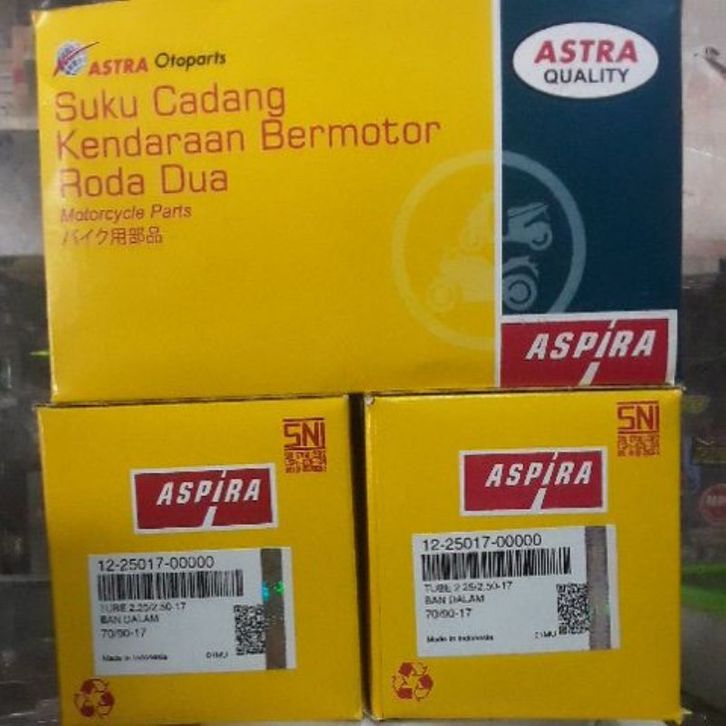 ASTRA Otoparts
ASTRA
QUALITY
Suku Cadang
Kendaraan Bermotor
Roda Dua
Motorcycle Parts
バイク用部品
ASPIRA
SNI
ASPIRA
12-25017-00000
TUBE 2.25/2.50-17
BAN DALAM
70/90-17
Made in Indonesia
01MU
SNI
ASPIRA
12-25017-00000
TUBE 2.25/2.50-17
BAN DALAM
70/90-17
Made in Indonesia
01MU